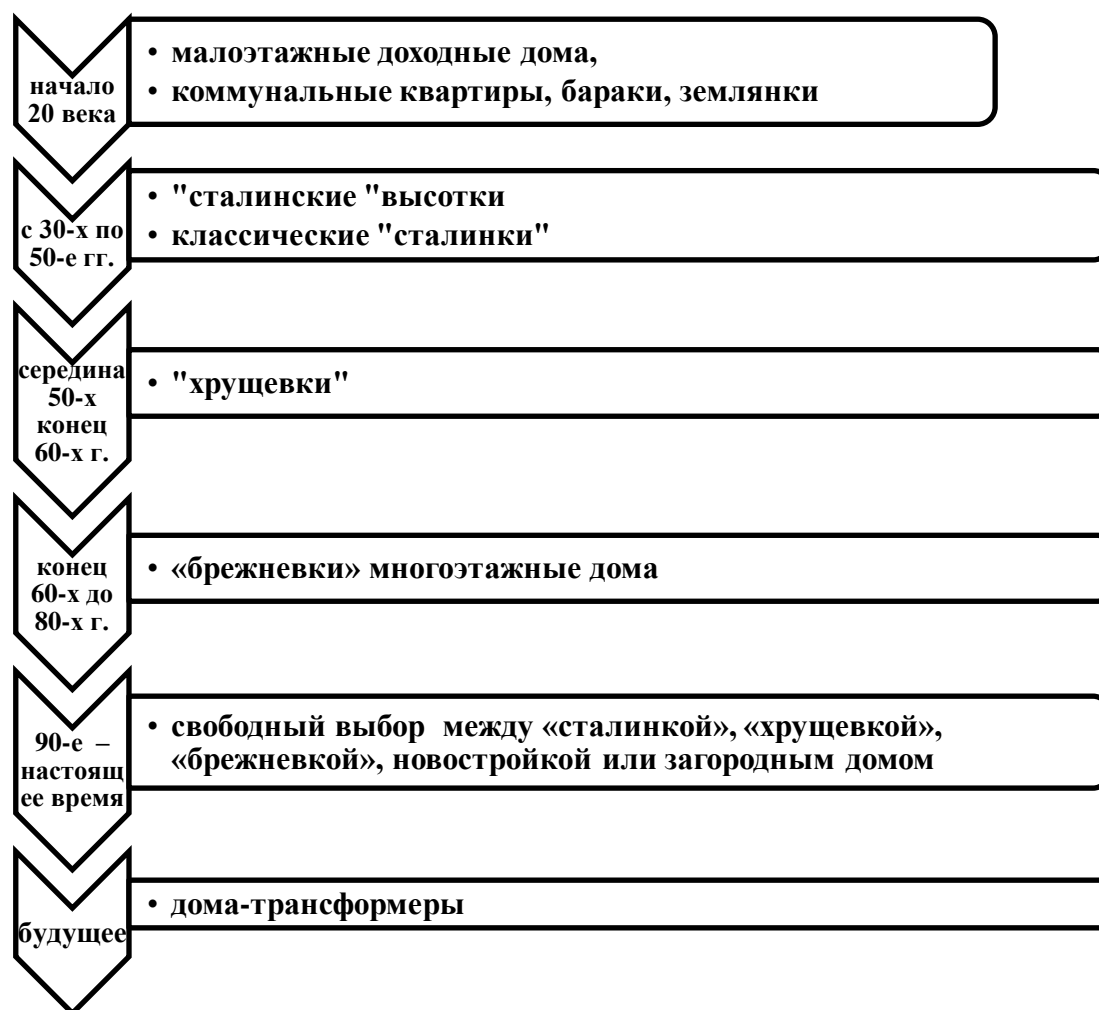 начало
20 века
• малоэтажные доходные дома,
• коммунальные квартиры, бараки, землянки
с 30-х по
50-е гг.
• "сталинские "высотки
• классические "сталинки"
середина
50-х
конец
60-х г.
• "хрущевки"
конец
60-х до
80-х г.
• «брежневки» многоэтажные дома
90-е –
настоящ
ее время
• свободный выбор между «сталинкой», «хрущевкой»,
«брежневкой», новостройкой или загородным домом
будущее
• дома-трансформеры